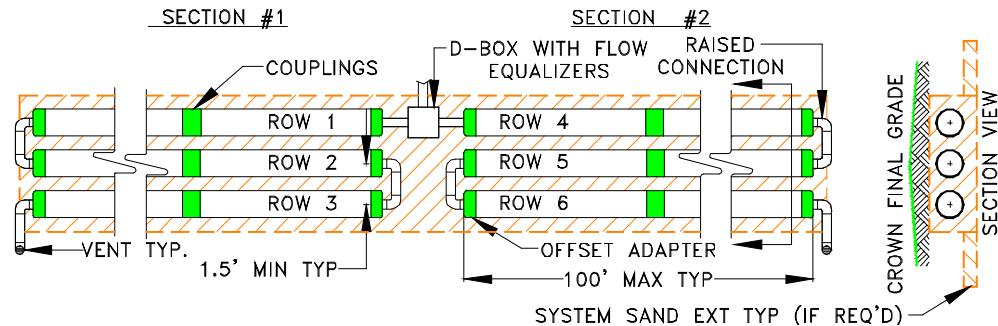 SECTION #1
SECTION #2
D-BOX WITH FLOW
EQUALIZERS
RAISED
CONNECTION
COUPLINGS
ROW 1
ROW 4
ROW 2
ROW 5
ROW 3
ROW 6
VENT TYP.
1.5' MIN TYP
OFFSET ADAPTER
100' MAX TYP
SYSTEM SAND EXT TYP (IF REQ'D)
CROWN FINAL GRADE
SECTION VIEW